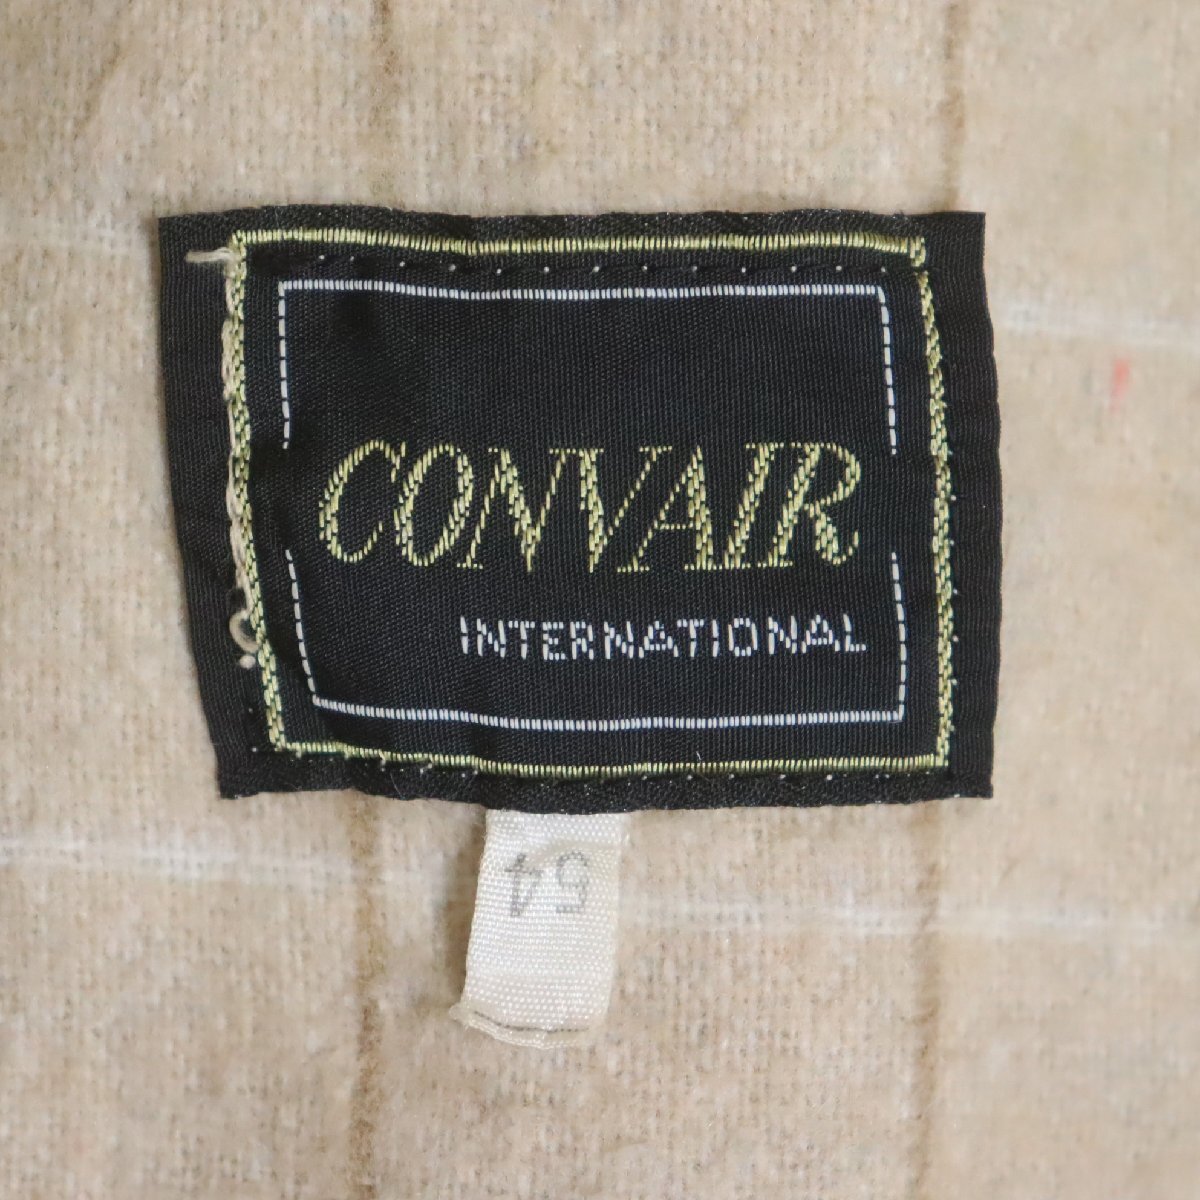 CONVAIR
INTERNATIONAL
54